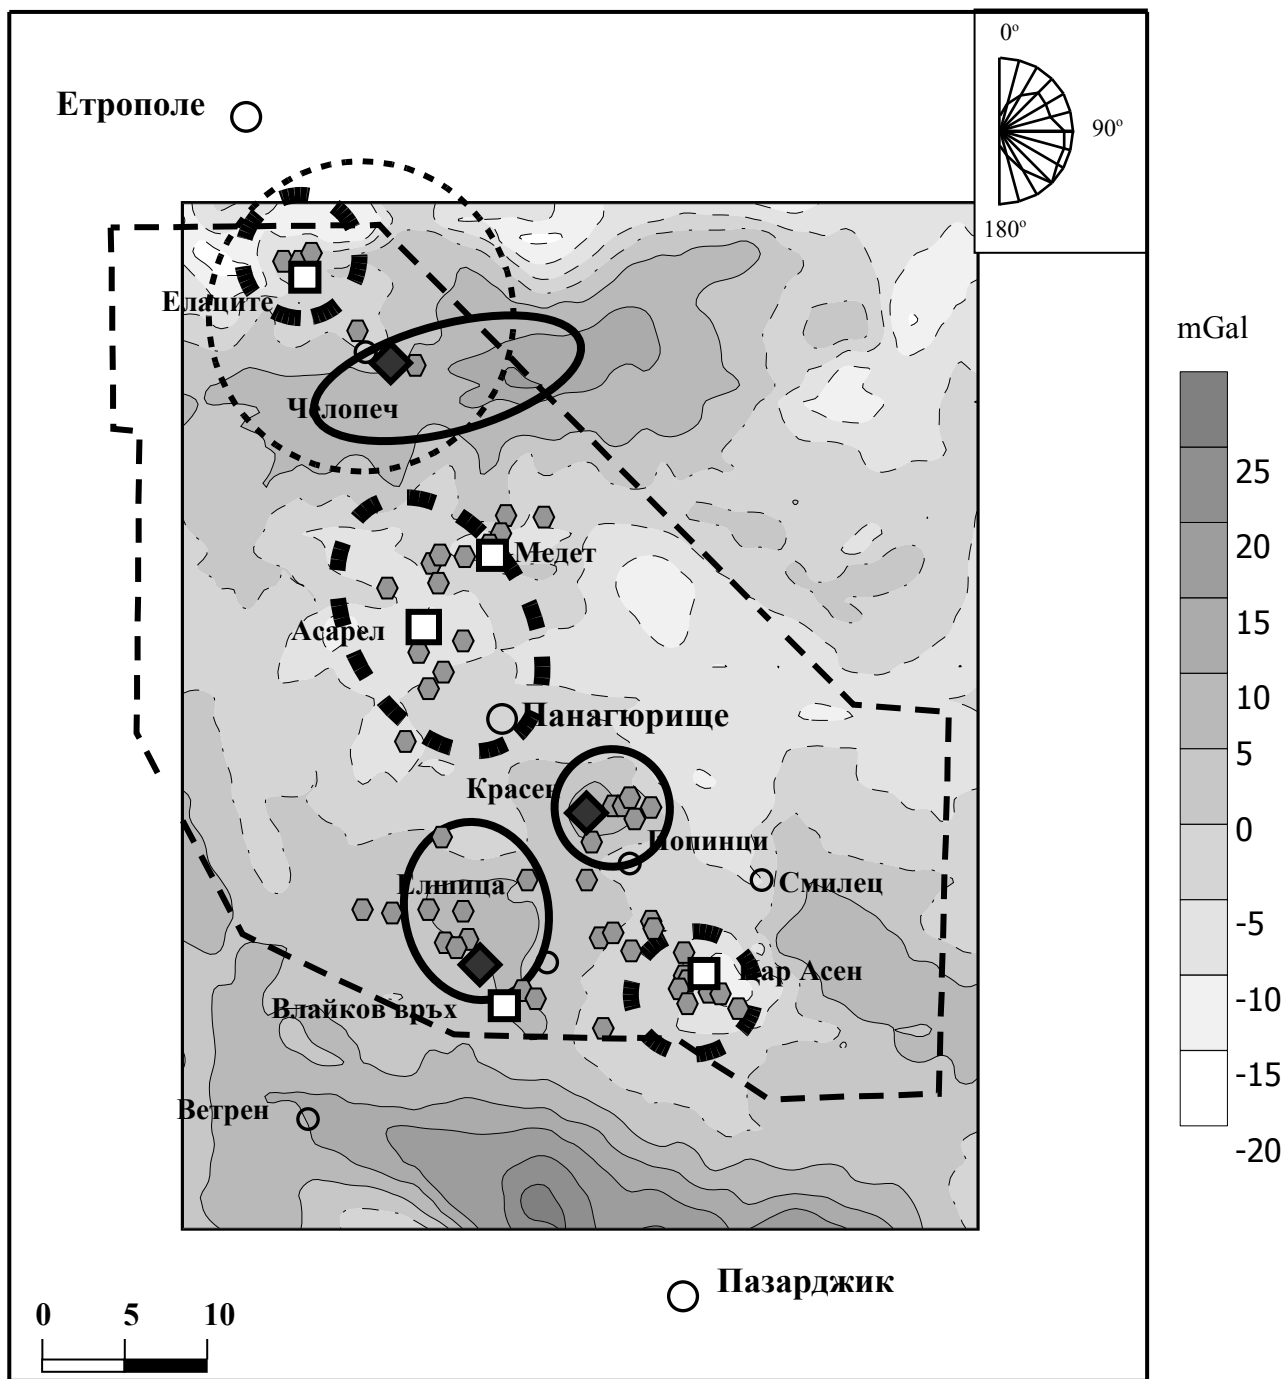 0º
Етрополе
90º
180º
Елаците
mGal
Челопеч
25
20
Медет
15
Асарел
10
Панагюрище
5
Красен
0
Попинци
Елшица
Смилец
-5
Цар Асен
-10
Влайков връх
-15
Ветрен
-20
Пазарджик
0 5 10